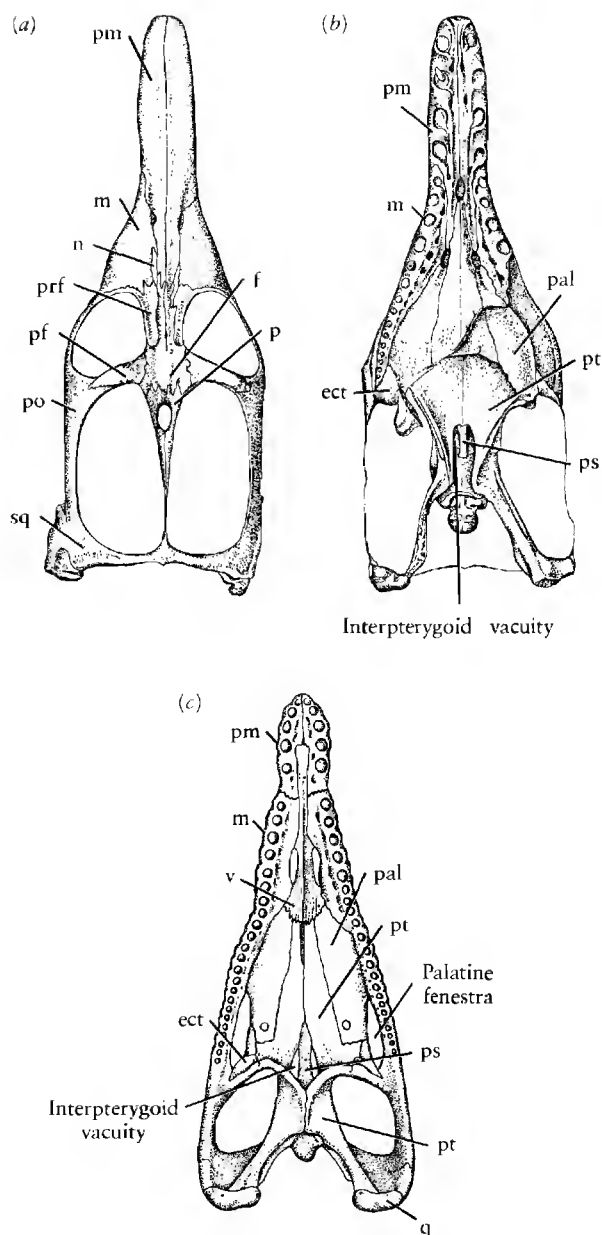 (a)
pm
m
n
prf
pf
po
sq
f
p
(b)
pm
m
ect
pal
pt
ps
Interpterygoid vacuity
(c)
pm
m
v
ect
Interpterygoid
vacuity
pal
pt
Palatine
fenestra
ps
pt
q